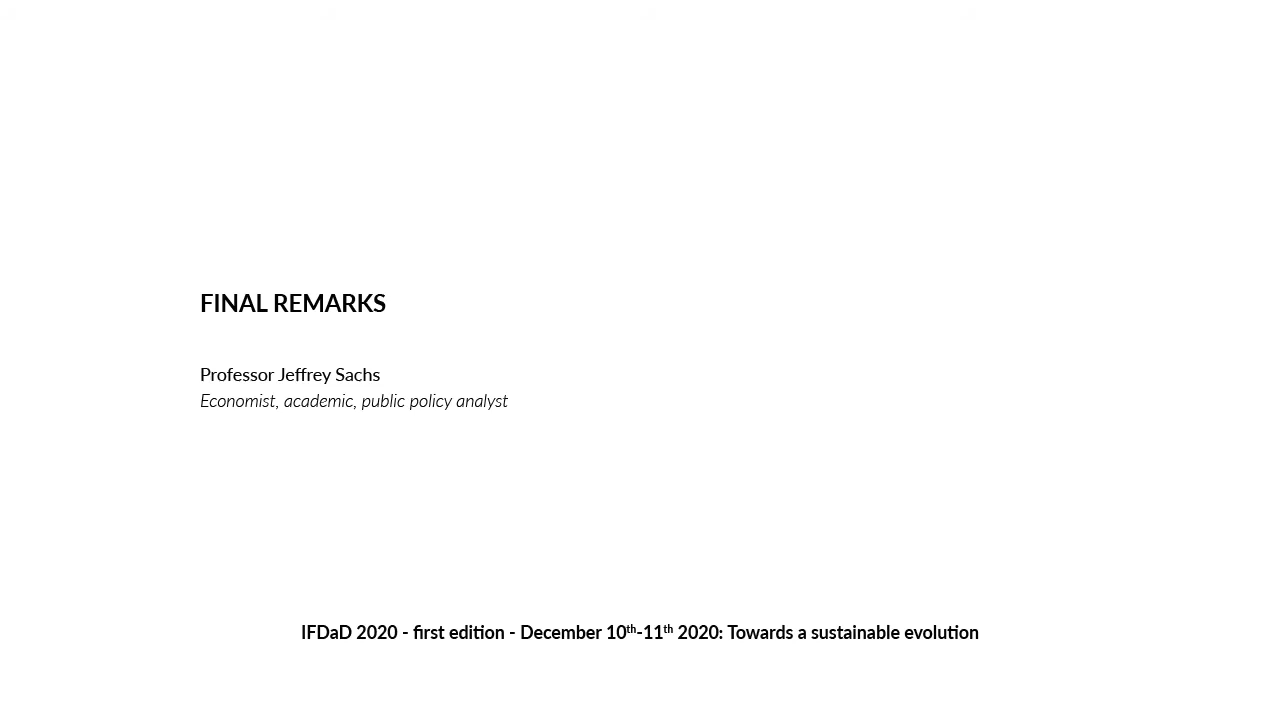 FINAL REMARKS
Professor Jeffrey Sachs
Economist, academic, public policy analyst
IFDaD 2020 - first edition - December 10th-11th 2020: Towards a sustainable evolution